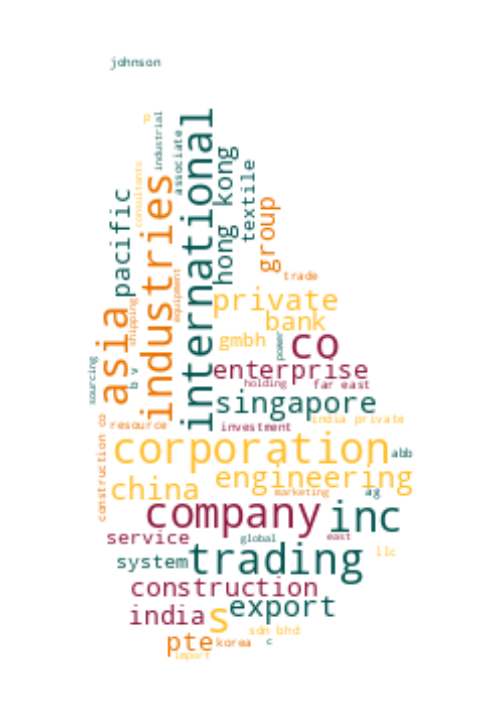 johnson
p
industrial
associate
consultants
international
industries
hong kong
textile
pacific
group
trade
equipment
shipping
private
bank
asia
gmbh
power
co
b v
sourcing
enterprise
holding
far east
singapore
india private
construction co
resource
investment
corporation
abb
engineering
china
marketing
ag
company
inc
service
global
east
trading
llc
system
construction
export
india
s
sdn bhd
pte
korea
c
import